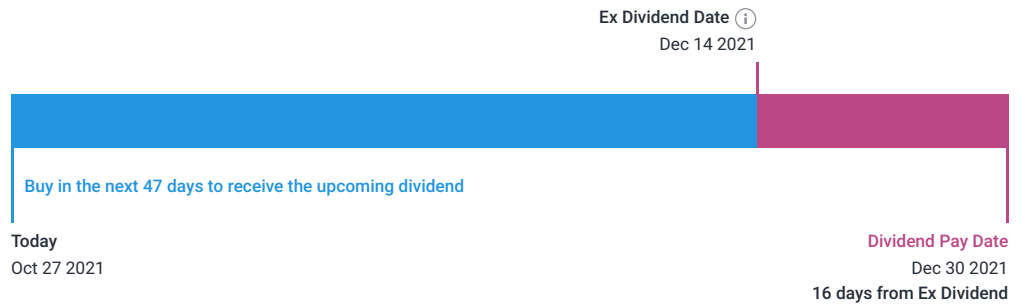 Ex Dividend Date
Dec 14 2021
Buy in the next 47 days to receive the upcoming dividend
Today
Oct 27 2021
Dividend Pay Date
Dec 30 2021
16 days from Ex Dividend